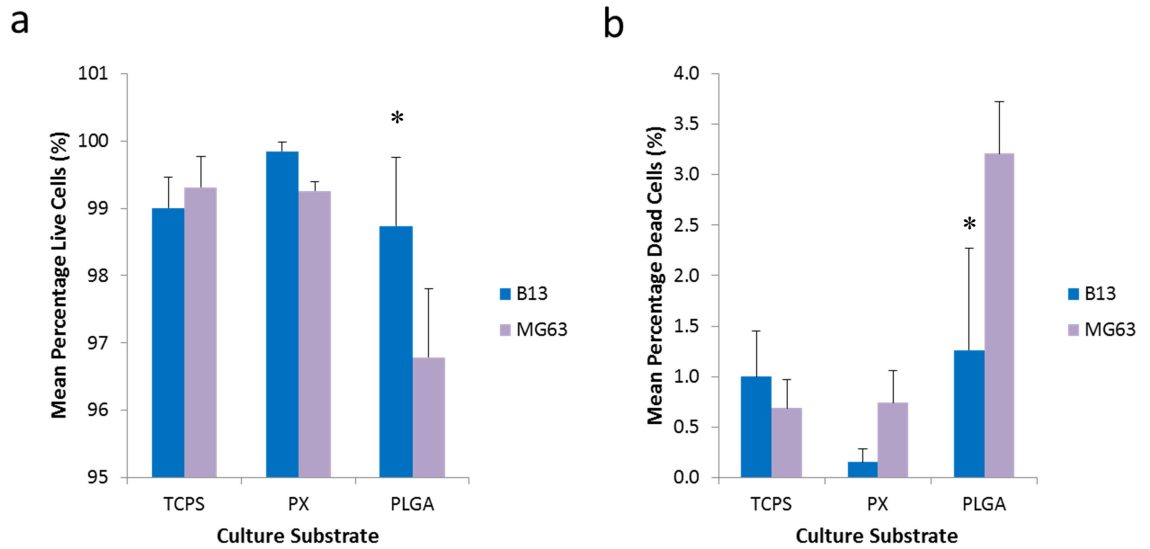 a
101
100
99
98
97
96
95
Mean Percentage Live Cells (%)
*
TCPS PX PLGA
Culture Substrate
B13
MG63
b
4.0
3.5
3.0
2.5
2.0
1.5
1.0
0.5
0.0
Mean Percentage Dead Cells (%)
*
TCPS PX PLGA
Culture Substrate
B13
MG63